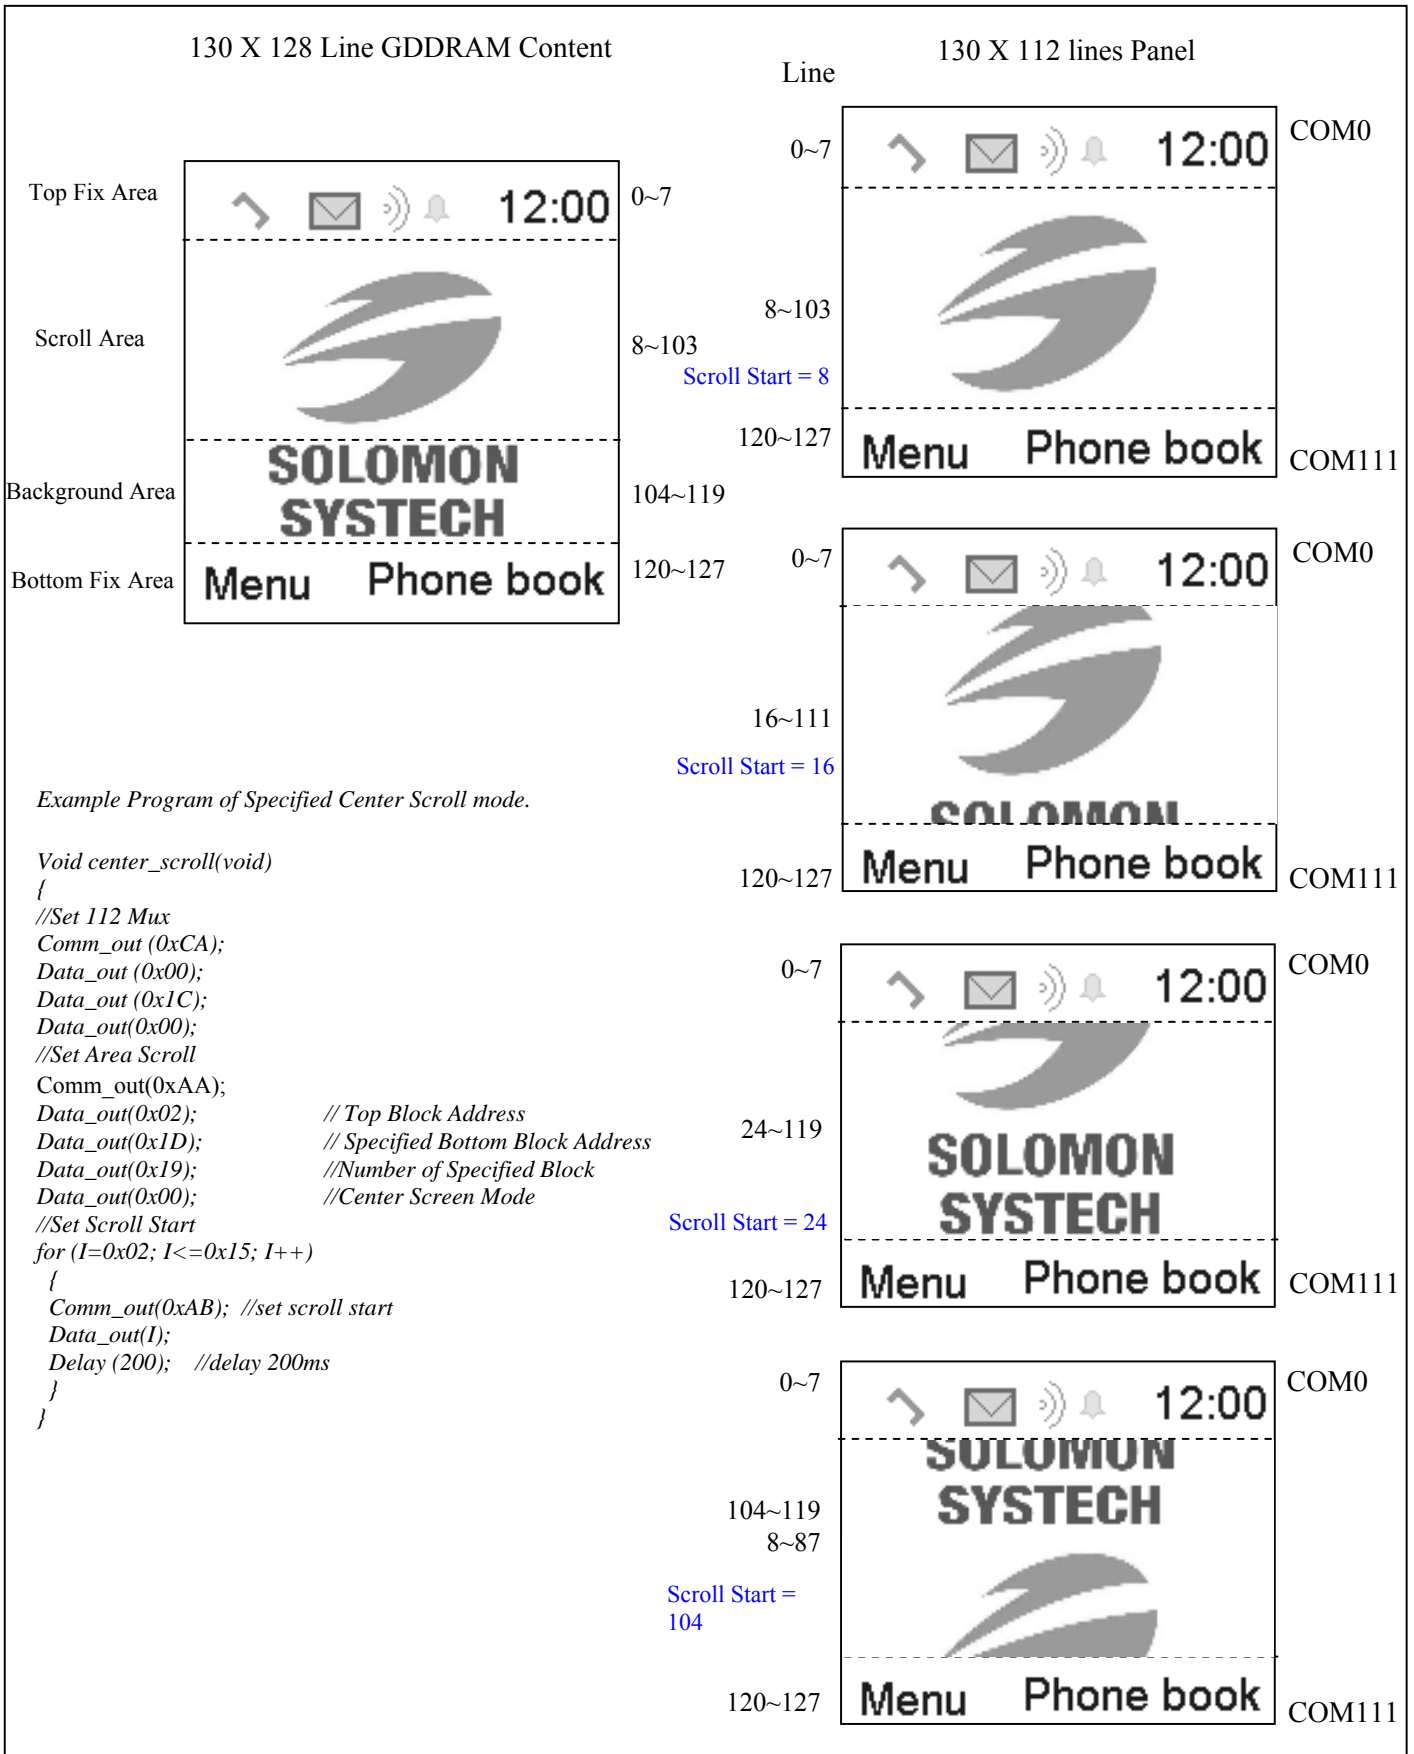 130 X 128 Line GDDRAM Content
Top Fix Area
12:00
0~7
Scroll Area
8~103
SOLOMON
SYSTECH
Background Area
104~119
Bottom Fix Area
Menu Phone book
120~127
Example Program of Specified Center Scroll mode.
Void center_scroll(void)
{
//Set 112 Mux
Comm_out (0xCA);
Data_out (0x00);
Data_out (0x1C);
Data_out(0x00);
//Set Area Scroll
Comm_out(0xAA);
Data_out(0x02); // Top Block Address
Data_out(0x1D); // Specified Bottom Block Address
Data_out(0x19); //Number of Specified Block
Data_out(0x00); //Center Screen Mode
//Set Scroll Start
for (I=0x02; I<=0x15; I++)
{
Comm_out(0xAB); //set scroll start
Data_out(I);
Delay (200); //delay 200ms
}
}
130 X 112 lines Panel
Line
0~7
12:00
COM0
8~103
Scroll Start = 8
120~127
Menu Phone book
COM111
0~7
12:00
COM0
16~111
Scroll Start = 16
SOLOMON
120~127
Menu Phone book
COM111
0~7
12:00
COM0
24~119
SOLOMON
SYSTECH
Scroll Start = 24
120~127
Menu Phone book
COM111
0~7
12:00
COM0
SOLOMON
SYSTECH
104~119
8~87
Scroll Start =
104
120~127
Menu Phone book
COM111